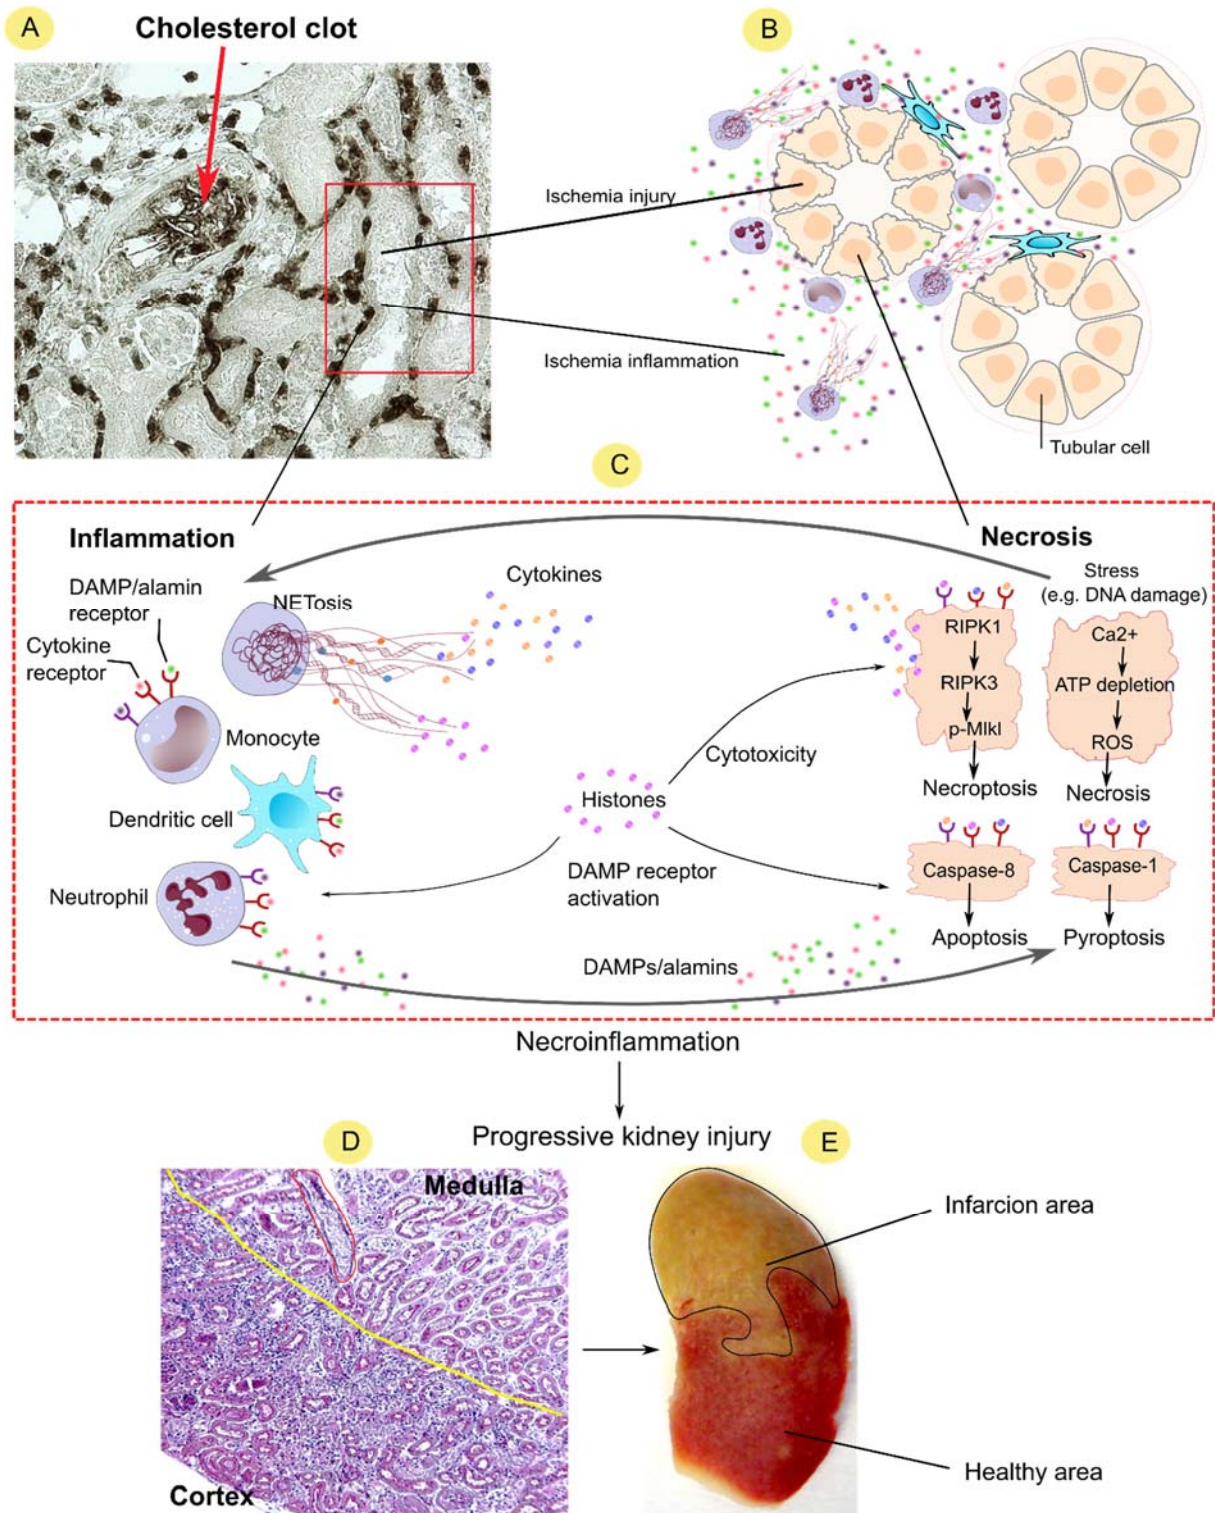 A
Cholesterol clot
B
Ischemia injury
Ischemia inflammation
Tubular cell
C
Inflammation
Necrosis
DAMP/alamin
receptor
Cytokine
receptor
NETosis
Cytokines
Stress
(e.g. DNA damage)
RIPK1
RIPK3
p-Mlkl
Necroptosis
Ca2+
ATP depletion
ROS
Necrosis
Monocyte
Cytotoxicity
Dendritic cell
Histones
Neutrophil
DAMP receptor
activation
Caspase-8
Apoptosis
Caspase-1
Pyroptosis
DAMPs/alamins
Necroinflammation
Progressive kidney injury
D
Medulla
Cortex
E
Infarcion area
Healthy area